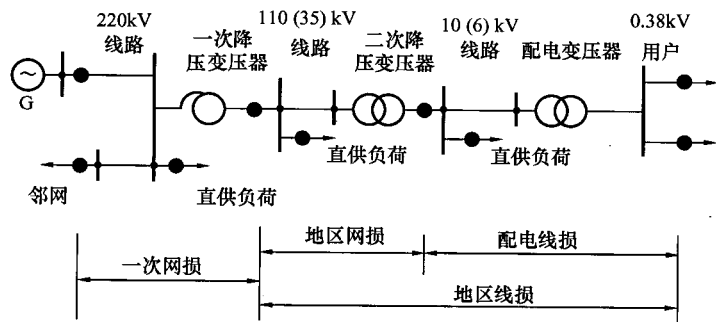 220kV
线路
一次降
压变压器
110 (35) kV
线路
二次降
压变压器
10 (6) kV
线路
配电变压器
0.38kV
用户
~
G
直供负荷
直供负荷
邻网
直供负荷
地区网损
配电线损
一次网损
地区线损